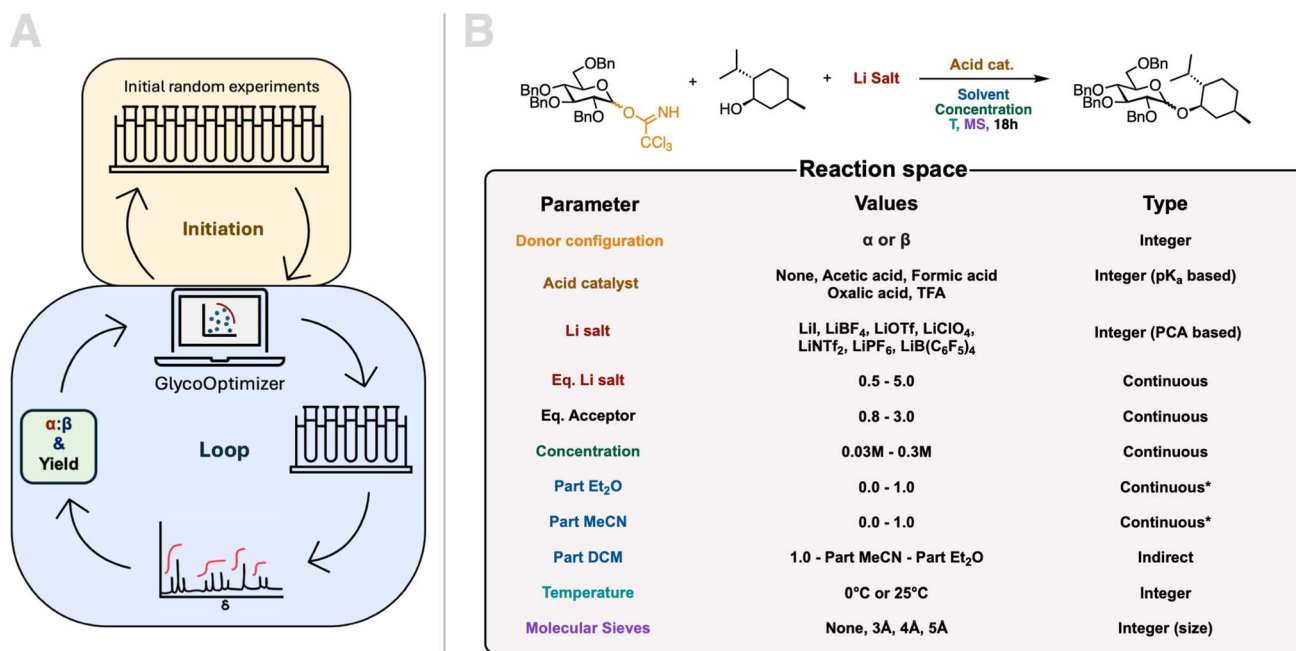 A
Initial random experiments
Initiation
GlycoOptimizer
α:β
&
Yield
Loop
δ
B
OBn
BnO
BnO
BnO
O
O
NH
CCl₃
+
HO
+
Li Salt
Acid cat.
Solvent
Concentration
T, MS, 18h
OBn
BnO
BnO
BnO
O
O
Reaction space
Parameter Values Type
Donor configuration α or β Integer
Acid catalyst None, Acetic acid, Formic acid Integer (pKₐ based)
Oxalic acid, TFA
Li salt LiI, LiBF₄, LiOTf, LiClO₄, Integer (PCA based)
LiNTf₂, LiPF₆, LiB(C₆F₅)₄
Eq. Li salt 0.5 - 5.0 Continuous
Eq. Acceptor 0.8 - 3.0 Continuous
Concentration 0.03M - 0.3M Continuous
Part Et₂O 0.0 - 1.0 Continuous*
Part MeCN 0.0 - 1.0 Continuous*
Part DCM 1.0 - Part MeCN - Part Et₂O Indirect
Temperature 0°C or 25°C Integer
Molecular Sieves None, 3Å, 4Å, 5Å Integer (size)